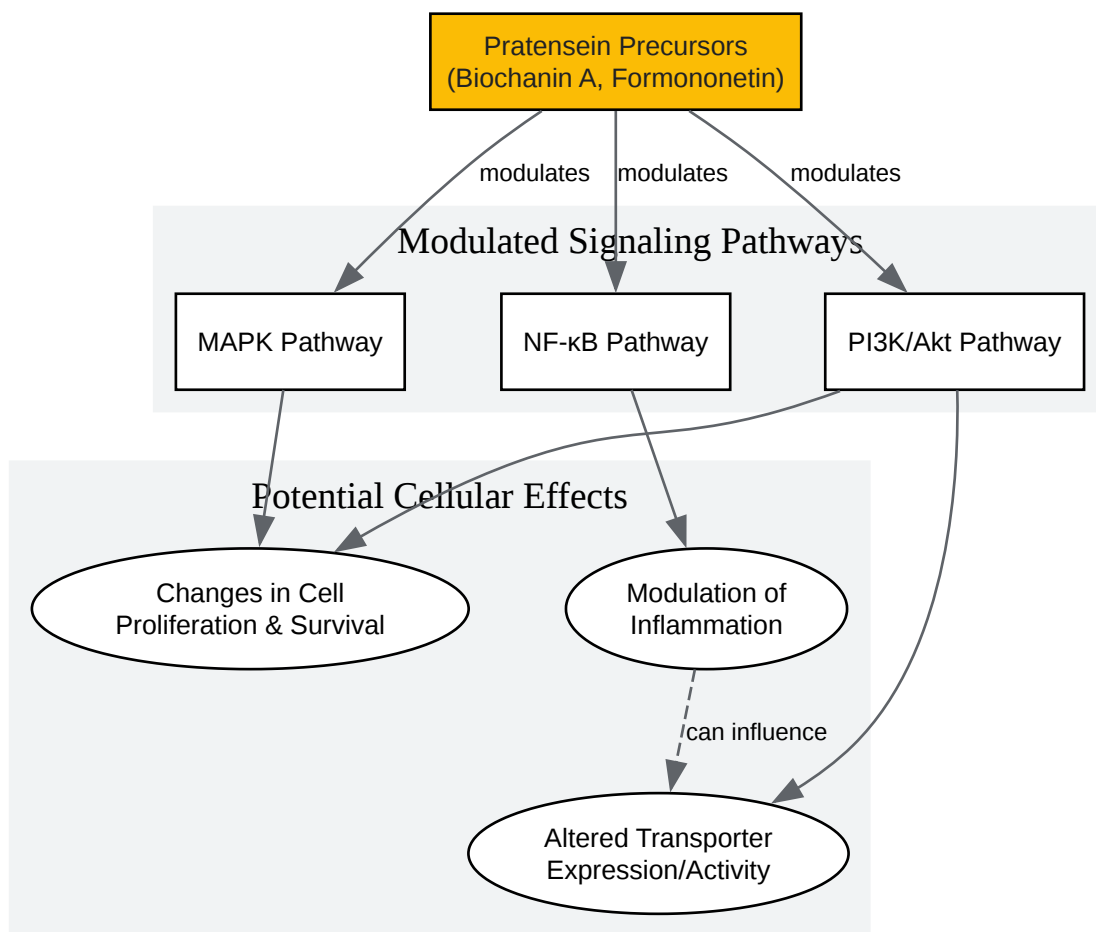 Pratensein Precursors
(Biochanin A, Formononetin)
modulates
modulates
modulates
Modulated Signaling Pathways
MAPK Pathway
NF-κB Pathway
PI3K/Akt Pathway
Potential Cellular Effects
Changes in Cell
Proliferation & Survival
Modulation of
Inflammation
can influence
Altered Transporter
Expression/Activity